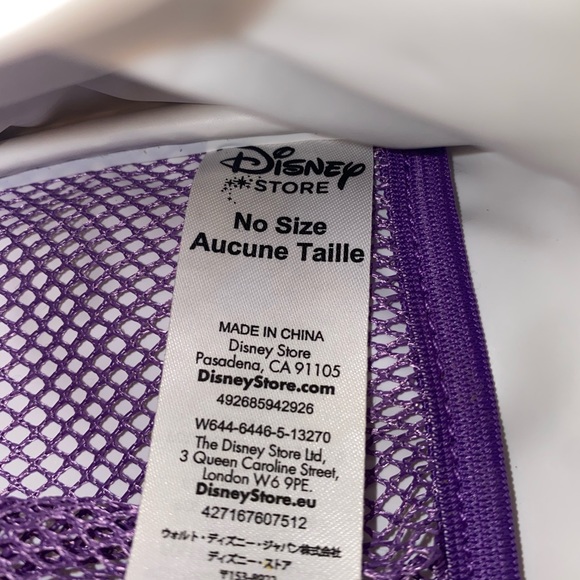 Disney
STORE
No Size
Aucune Taille
MADE IN CHINA
Disney Store
Pasadena, CA 91105
DisneyStore.com
492685942926
W644-6446-5-13270
The Disney Store Ltd,
3 Queen Caroline Street,
London W6 9PE.
DisneyStore.eu
427167607512
ウォルト・ディズニー・ジャパン株式会社
ディズニー・ストア
〒153-8922